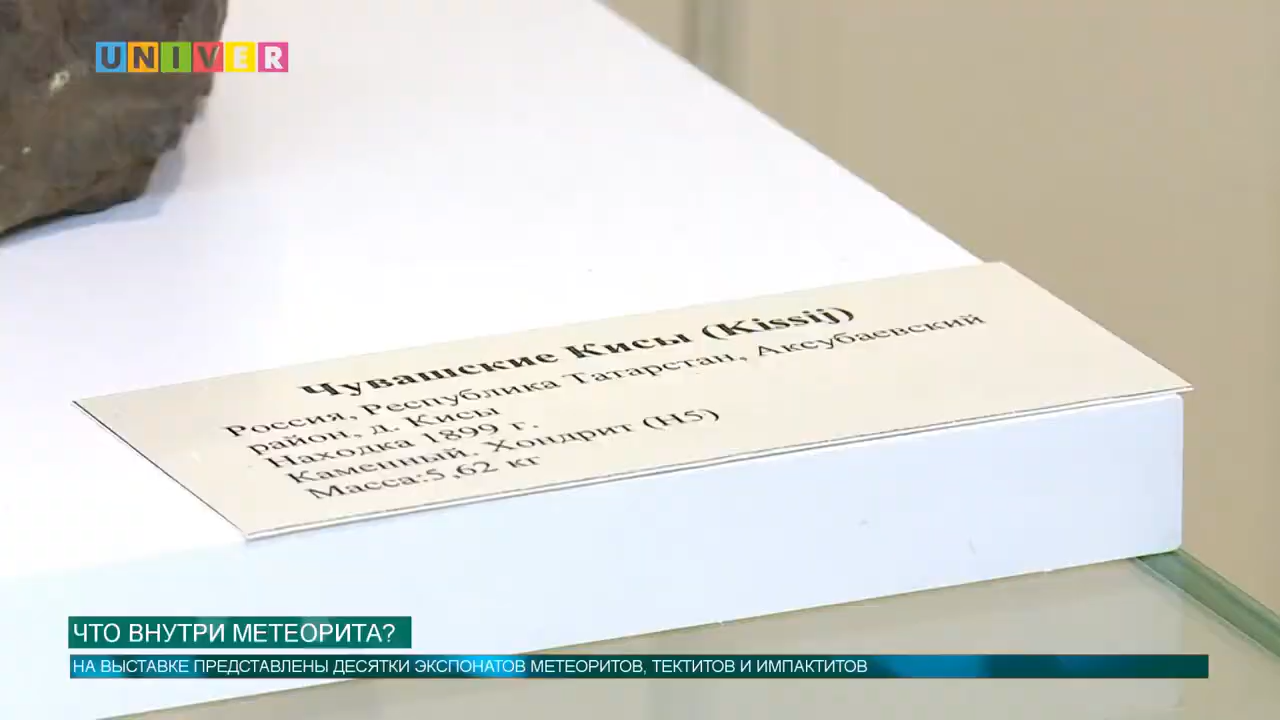 UNIVER
Чувашские Кисы (Kissij)
Россия, Республика Татарстан, Аксубаевский
район, д. Кисы
Находка 1899 г.
Каменный, Хондрит (H5)
Масса:5,62 кг
ЧТО ВНУТРИ МЕТЕОРИТА?
НА ВЫСТАВКЕ ПРЕДСТАВЛЕНЫ ДЕСЯТКИ ЭКСПОНАТОВ МЕТЕОРИТОВ, ТЕКТИТОВ И ИМПАКТИТОВ